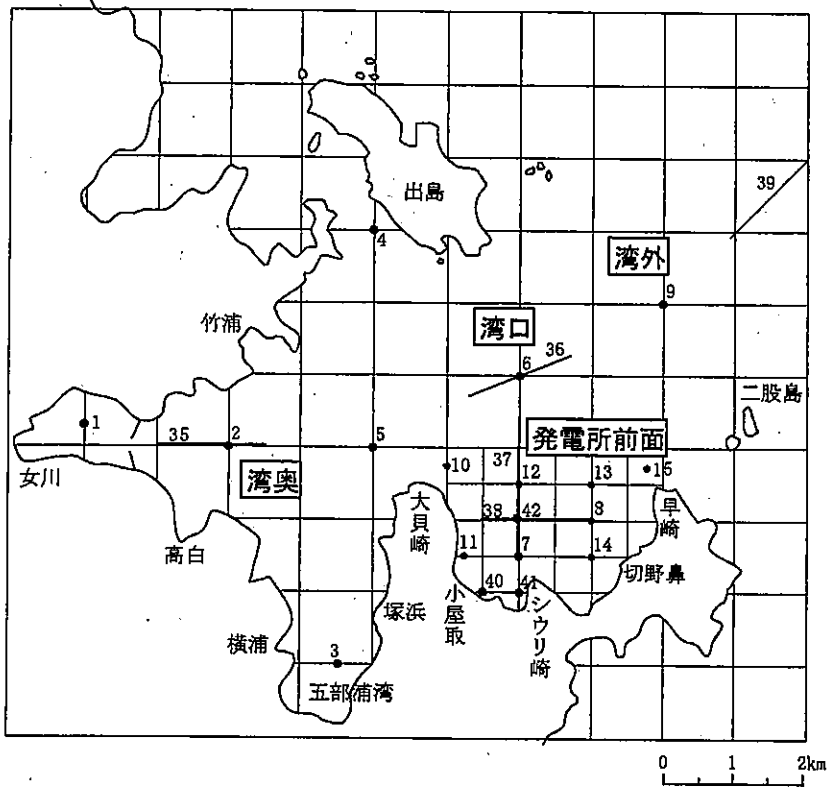 出島
39
4
湾外
9
竹浦
湾口
36
6
二股島
発電所前面
1
35
2
5
10
37
12
13
15
女川
湾奥
大貝崎
38
42
8
早崎
高白
11
7
14
切野鼻
40
41
小屋取
シウリ崎
塚浜
横浦
3
五部浦湾
0 1 2km